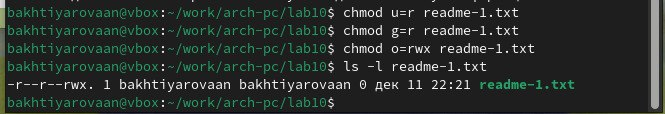 bakhtiyarovaan@vbox:~/work/arch-pc/lab10$ chmod u=r readme-1.txt
bakhtiyarovaan@vbox:~/work/arch-pc/lab10$ chmod g=r readme-1.txt
bakhtiyarovaan@vbox:~/work/arch-pc/lab10$ chmod o=rwx readme-1.txt
bakhtiyarovaan@vbox:~/work/arch-pc/lab10$ ls -l readme-1.txt
-r--r--rwx. 1 bakhtiyarovaan bakhtiyarovaan 0 дек 11 22:21 readme-1.txt
bakhtiyarovaan@vbox:~/work/arch-pc/lab10$